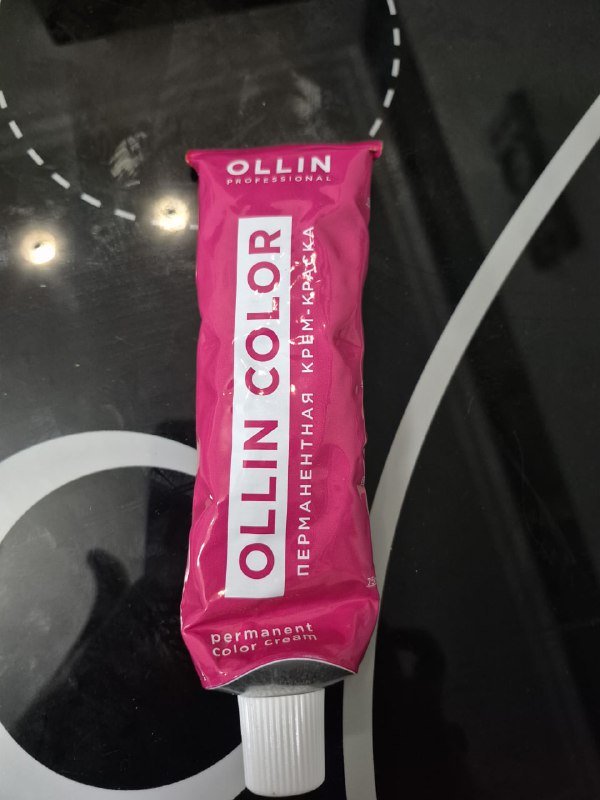 OLLIN
PROFESSIONAL
OLLIN COLOR
ПЕРМАНЕНТНАЯ КРЕМ-КРАСКА
permanent
color cream